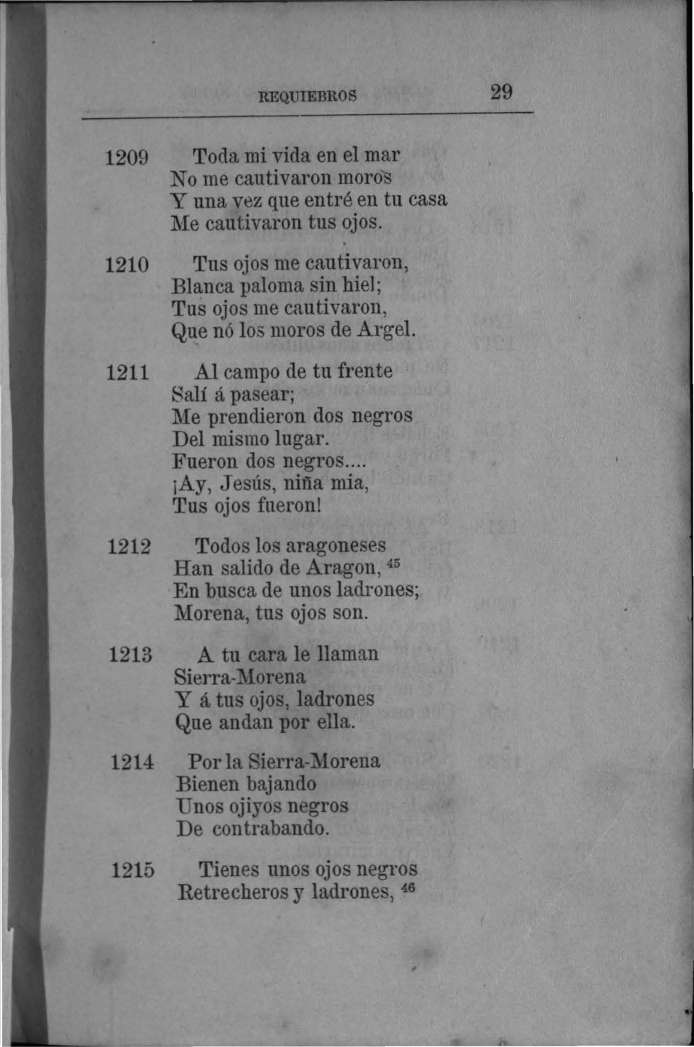 REQUIEBROS 29
1209 Toda mi vida en el mar
No me cautivaron moros
Y una vez que entré en tu casa
Me cautivaron tus ojos.
1210 Tus ojos me cautivaron,
Blanca paloma sin hiel;
Tus ojos me cautivaron,
Que nó los moros de Argel.
1211 Al campo de tu frente
Salí á pasear;
Me prendieron dos negros
Del mismo lugar.
Fueron dos negros....
¡Ay, Jesús, niña mia,
Tus ojos fueron!
1212 Todos los aragoneses
Han salido de Aragon, ⁴⁵
En busca de unos ladrones;
Morena, tus ojos son.
1213 A tu cara le llaman
Sierra-Morena
Y á tus ojos, ladrones
Que andan por ella.
1214 Por la Sierra-Morena
Bienen bajando
Unos ojiyos negros
De contrabando.
1215 Tienes unos ojos negros
Retrecheros y ladrones, ⁴⁶